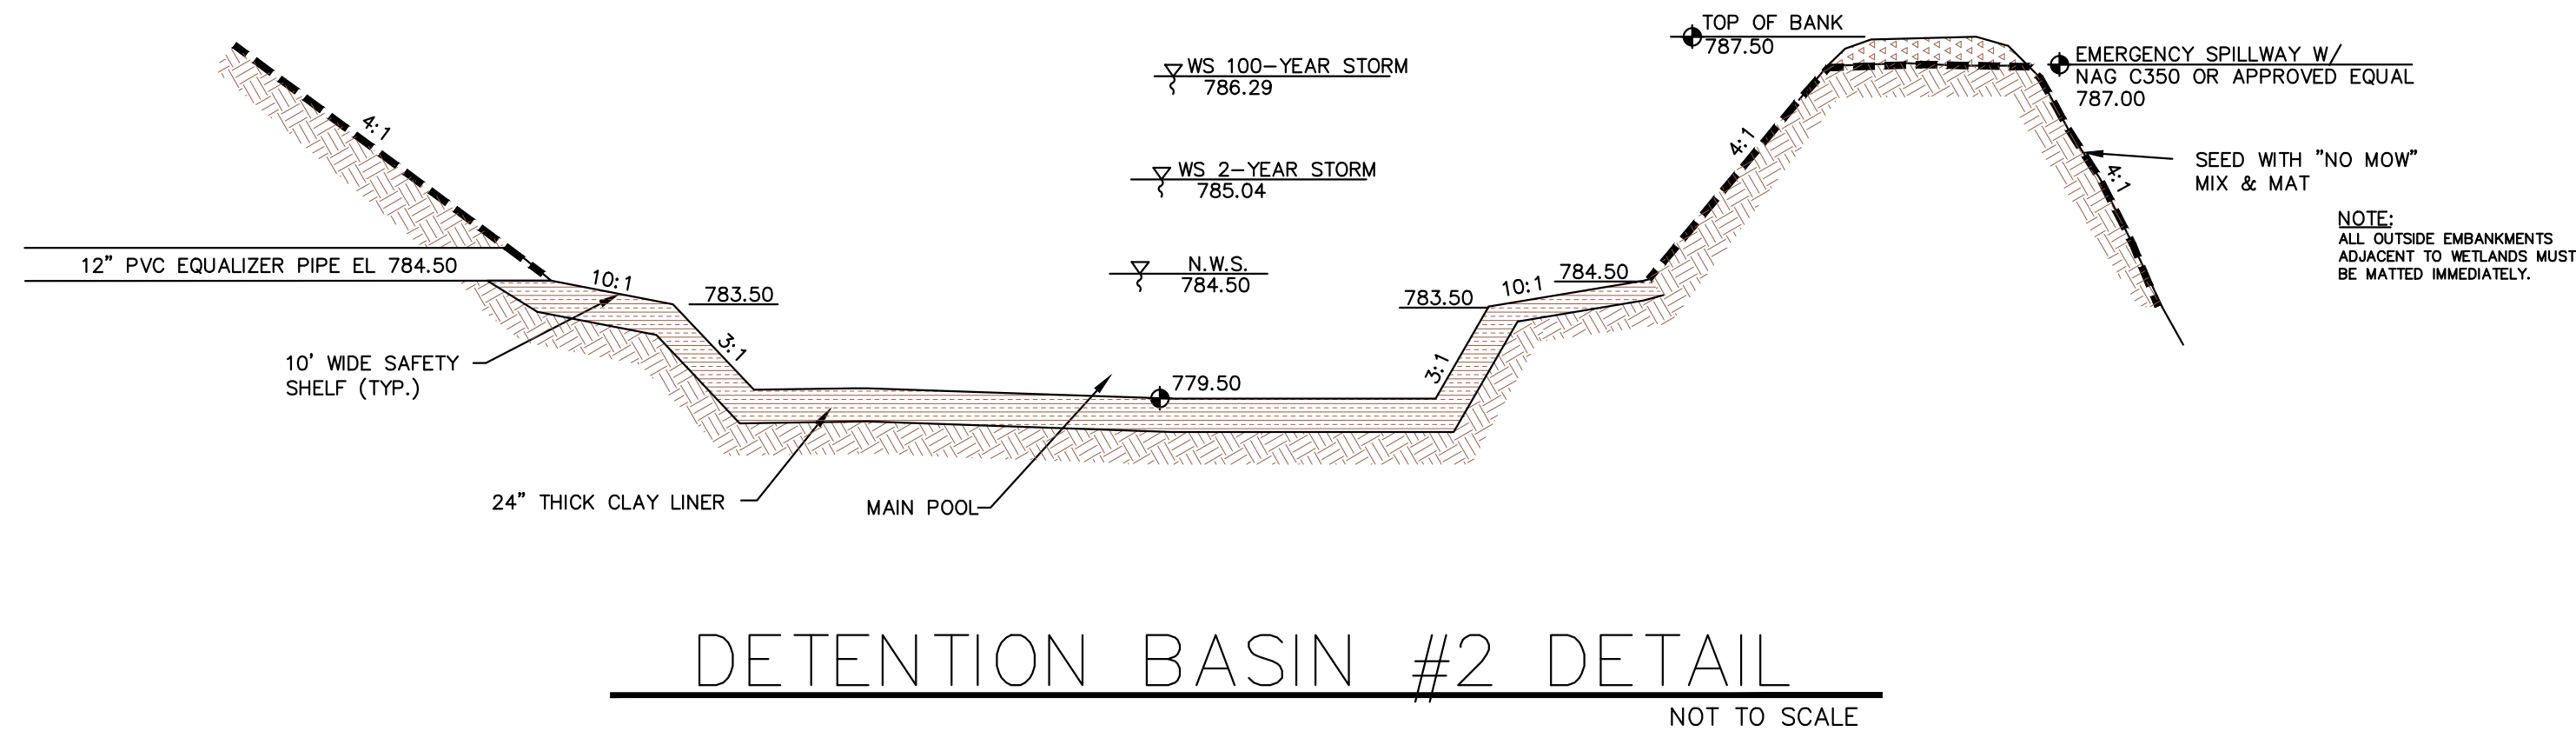 TOP OF BANK
787.50
EMERGENCY SPILLWAY W/
NAG C350 OR APPROVED EQUAL
787.00
WS 100-YEAR STORM
786.29
4:1
4:1
WS 2-YEAR STORM
785.04
SEED WITH "NO MOW"
MIX & MAT
4:1
NOTE:
ALL OUTSIDE EMBANKMENTS
ADJACENT TO WETLANDS MUST
BE MATTED IMMEDIATELY.
12" PVC EQUALIZER PIPE EL 784.50
10:1
783.50
N.W.S.
784.50
783.50
10:1
784.50
3:1
3:1
10' WIDE SAFETY
SHELF (TYP.)
779.50
24" THICK CLAY LINER
MAIN POOL
DETENTION BASIN #2 DETAIL
NOT TO SCALE